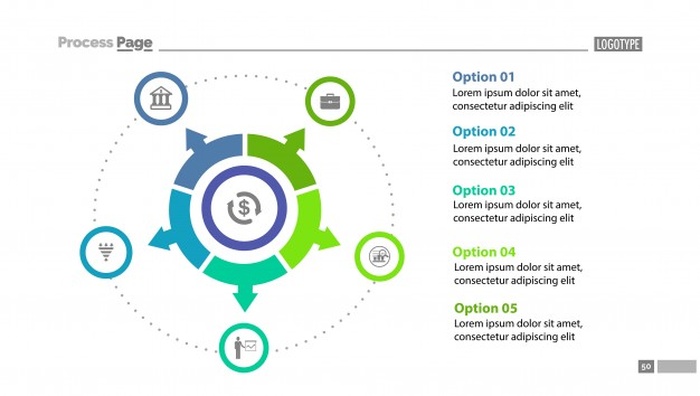 Process Page
LOGOTYPE
Option 01
Lorem ipsum dolor sit amet,
consectetur adipiscing elit
Option 02
Lorem ipsum dolor sit amet,
consectetur adipiscing elit
Option 03
Lorem ipsum dolor sit amet,
consectetur adipiscing elit
Option 04
Lorem ipsum dolor sit amet,
consectetur adipiscing elit
Option 05
Lorem ipsum dolor sit amet,
consectetur adipiscing elit
$
50